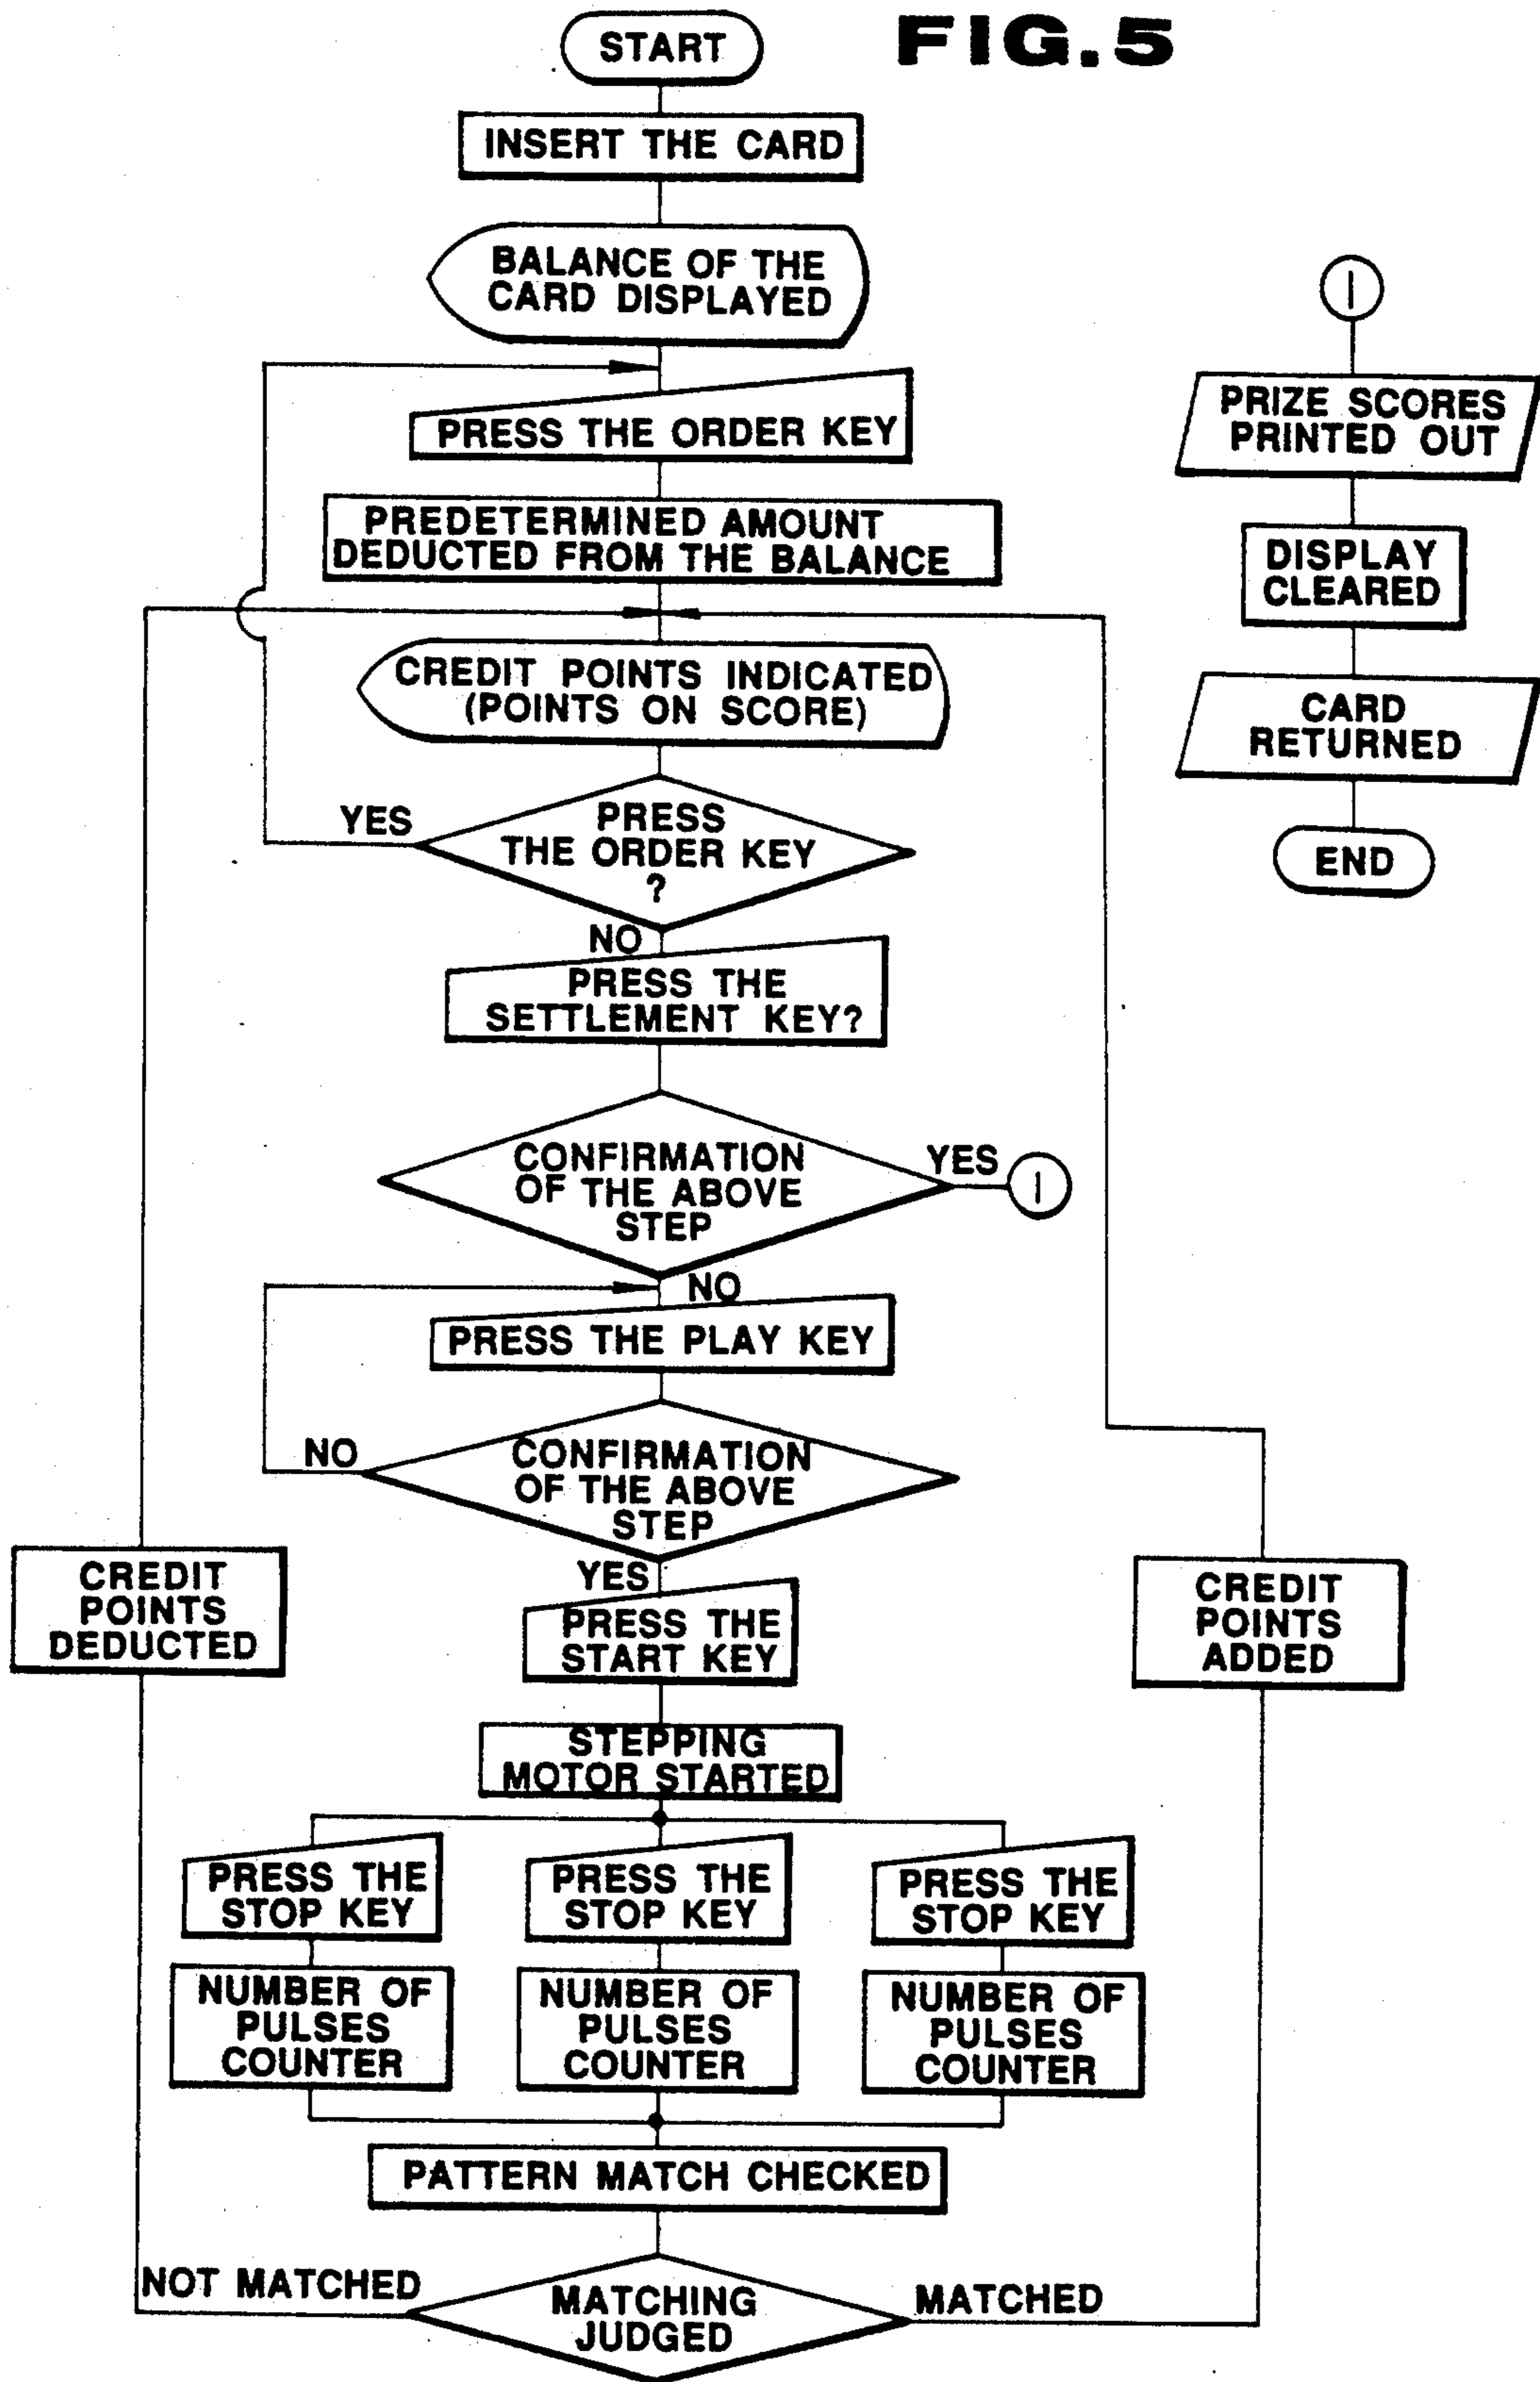 FIG.5
START
INSERT THE CARD
BALANCE OF THE
CARD DISPLAYED
PRESS THE ORDER KEY
PREDETERMINED AMOUNT
DEDUCTED FROM THE BALANCE
CREDIT POINTS INDICATED
(POINTS ON SCORE)
YES
PRESS
THE ORDER KEY
?
NO
PRESS THE
SETTLEMENT KEY?
CONFIRMATION
OF THE ABOVE
STEP
YES
I
NO
PRESS THE PLAY KEY
NO
CONFIRMATION
OF THE ABOVE
STEP
YES
PRESS THE
START KEY
CREDIT
POINTS
DEDUCTED
CREDIT
POINTS
ADDED
STEPPING
MOTOR STARTED
PRESS THE
STOP KEY
PRESS THE
STOP KEY
PRESS THE
STOP KEY
NUMBER OF
PULSES
COUNTER
NUMBER OF
PULSES
COUNTER
NUMBER OF
PULSES
COUNTER
PATTERN MATCH CHECKED
NOT MATCHED
MATCHING
JUDGED
MATCHED
I
PRIZE SCORES
PRINTED OUT
DISPLAY
CLEARED
CARD
RETURNED
END